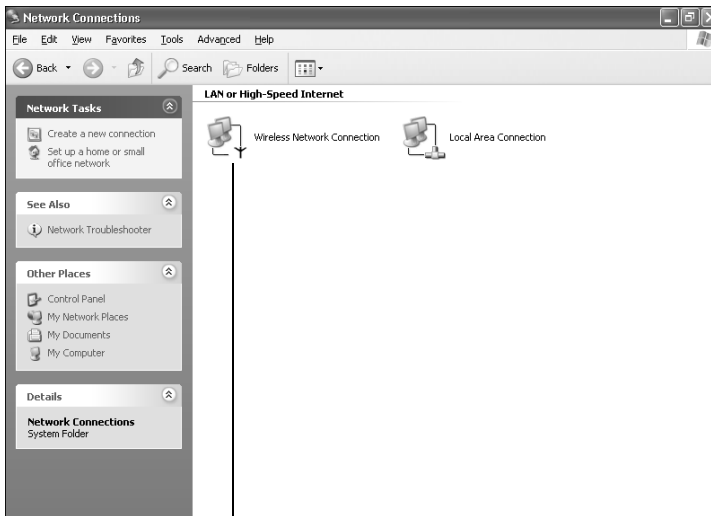 Network Connections
File Edit View Favorites Tools Advanced Help
Back Search Folders
Network Tasks
Create a new connection
Set up a home or small
office network
See Also
Network Troubleshooter
Other Places
Control Panel
My Network Places
My Documents
My Computer
Details
Network Connections
System Folder
LAN or High-Speed Internet
Wireless Network Connection
Local Area Connection